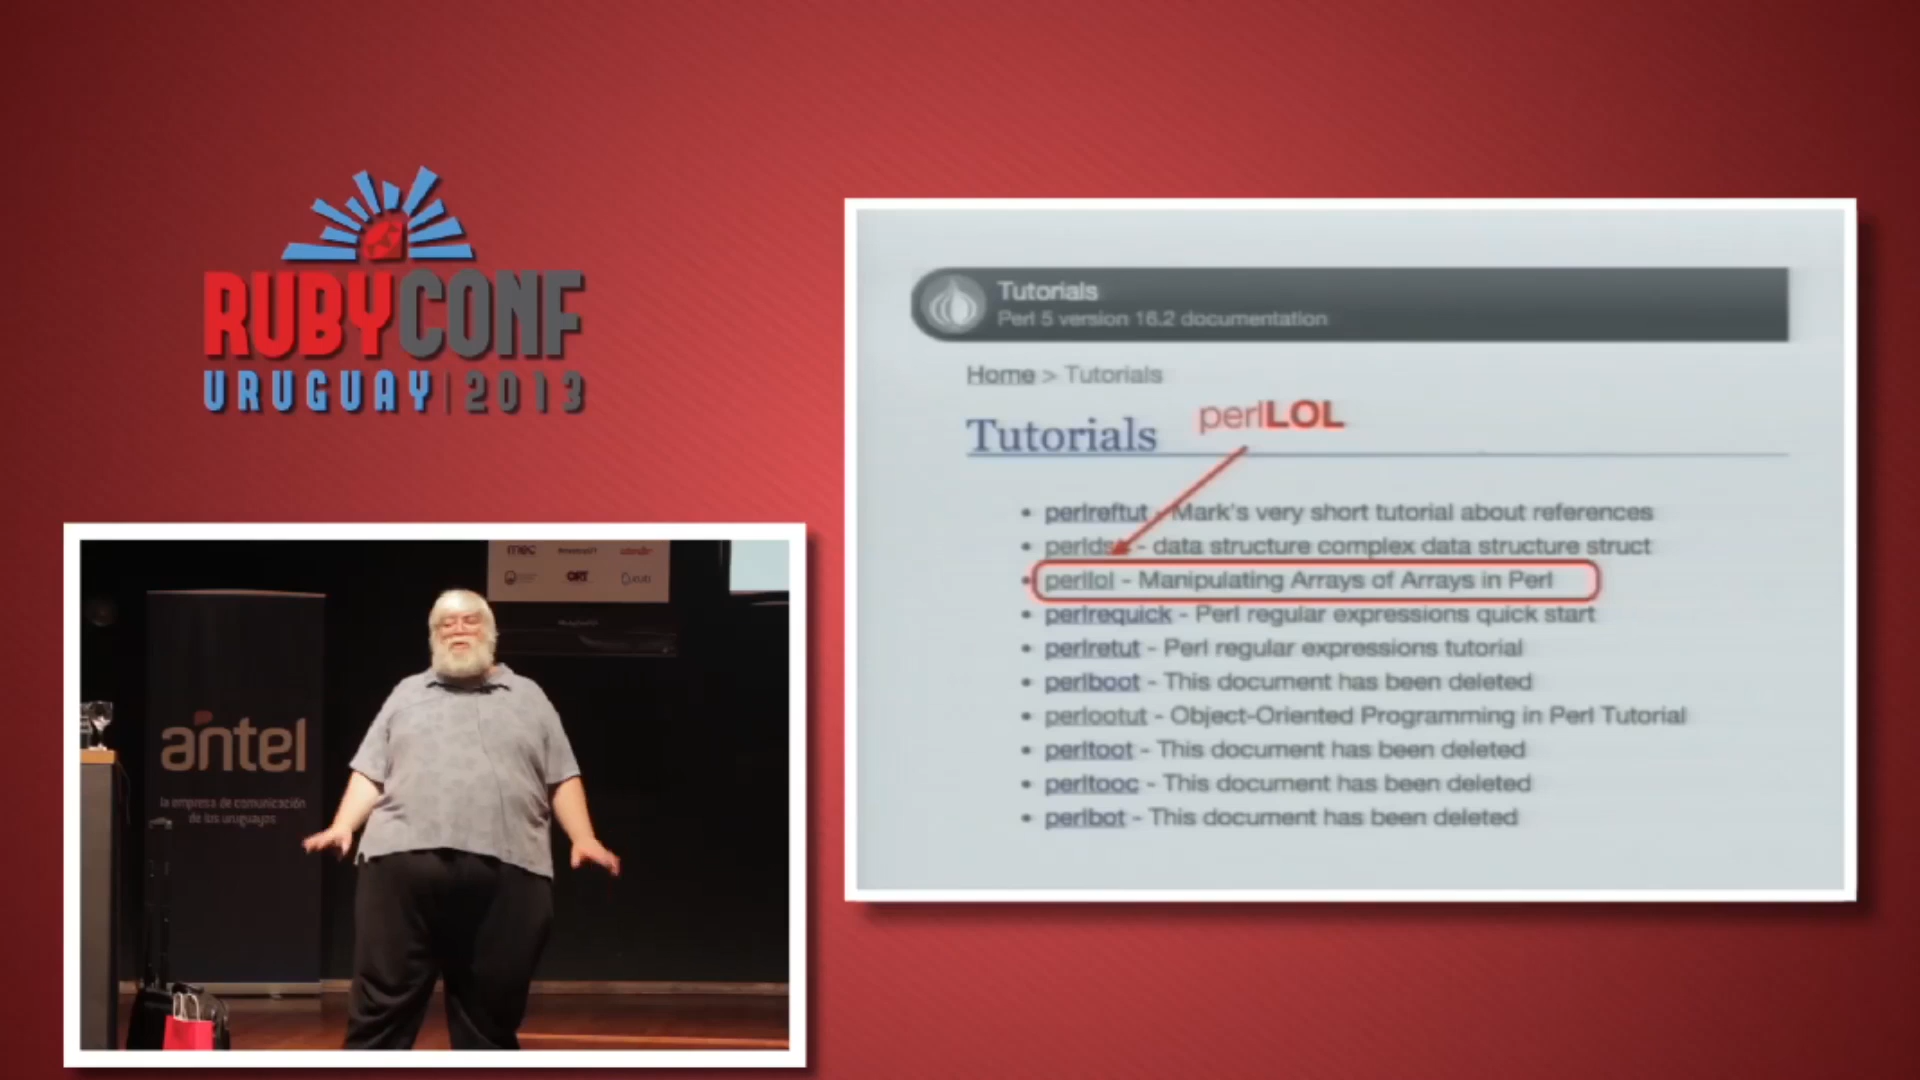 RUBYCONF
URUGUAY | 2013
mec
ORT
antel
la empresa de comunicación
de los uruguayos
Tutorials
Perl 5 version 16.2 documentation
Home > Tutorials
Tutorials
perlLOL
• perlreftut - Mark's very short tutorial about references
• perldsc - data structure complex data structure struct
• perllol - Manipulating Arrays of Arrays in Perl
• perlrequick - Perl regular expressions quick start
• perlretut - Perl regular expressions tutorial
• perlboot - This document has been deleted
• perlootut - Object-Oriented Programming in Perl Tutorial
• perltoot - This document has been deleted
• perltooc - This document has been deleted
• perlbot - This document has been deleted